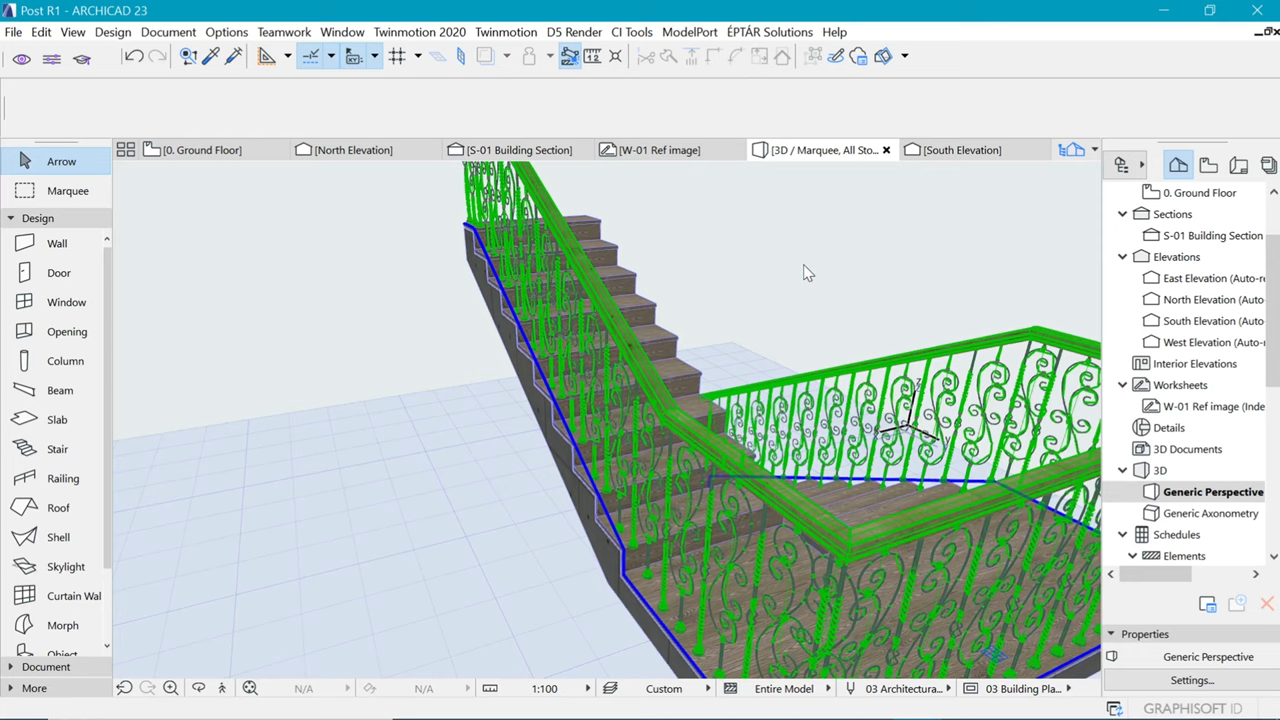 Post R1 - ARCHICAD 23
File Edit View Design Document Options Teamwork Window Twinmotion 2020 Twinmotion D5 Render CI Tools ModelPort ÉPTÁR Solutions Help
[0. Ground Floor] [North Elevation] [S-01 Building Section] [W-01 Ref image] [3D / Marquee, All Sto... [South Elevation]
Arrow
Marquee
Design
Wall
Door
Window
Opening
Column
Beam
Slab
Stair
Railing
Roof
Shell
Skylight
Curtain Wal
Morph
Object
Document
More
0. Ground Floor
Sections
S-01 Building Section
Elevations
East Elevation (Auto-re
North Elevation (Auto
South Elevation (Auto-
West Elevation (Auto-
Interior Elevations
Worksheets
W-01 Ref image (Inde
Details
3D Documents
3D
Generic Perspective
Generic Axonometry
Schedules
Elements
Properties
Generic Perspective
Settings...
N/A N/A 1:100 Custom Entire Model 03 Architectura... 03 Building Pla...
GRAPHISOFT ID